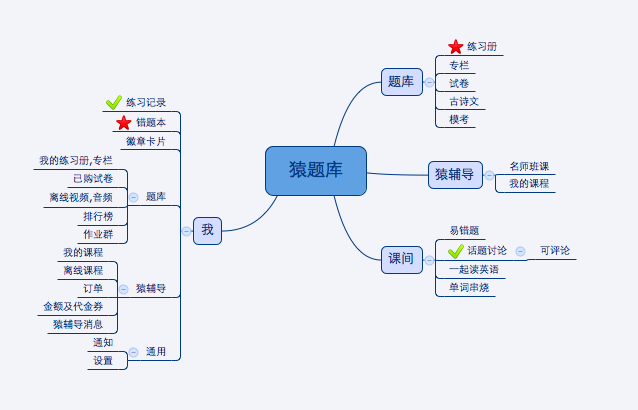 猿题库
题库
练习册
专栏
试卷
古诗文
模考
猿辅导
名师班课
我的课程
课间
易错题
话题讨论
可评论
一起读英语
单词串烧
我
练习记录
错题本
徽章卡片
题库
我的练习册,专栏
已购试卷
离线视频,音频
排行榜
作业群
猿辅导
我的课程
离线课程
订单
金额及代金券
猿辅导消息
通用
通知
设置